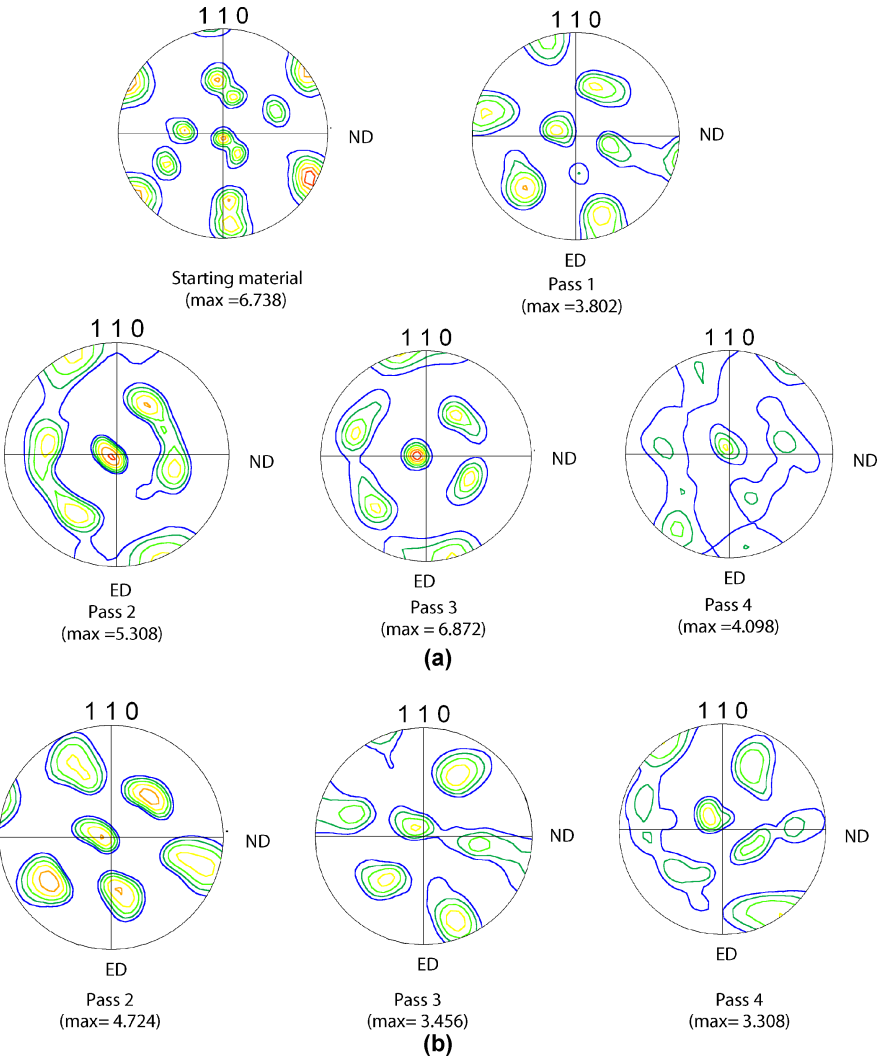 1 1 0
1 1 0
ND
ND
Starting material
(max =6.738)
ED
Pass 1
(max =3.802)
1 1 0
1 1 0
1 1 0
ND
ND
ND
ED
Pass 2
(max =5.308)
ED
Pass 3
(max = 6.872)
ED
Pass 4
(max =4.098)
(a)
1 1 0
1 1 0
1 1 0
ND
ND
ND
ED
Pass 2
(max= 4.724)
ED
Pass 3
(max= 3.456)
ED
Pass 4
(max= 3.308)
(b)